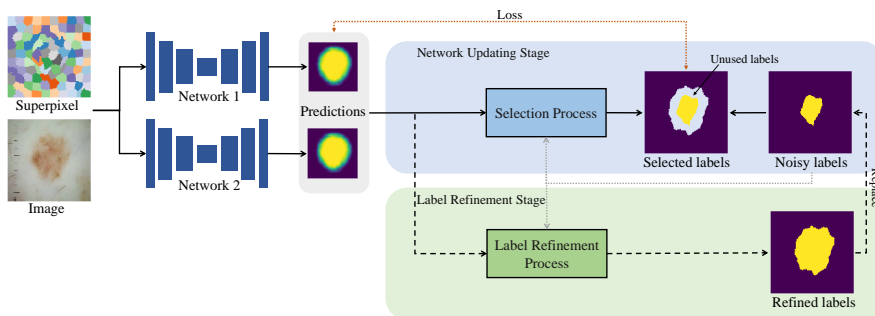 Loss
Network Updating Stage
Unused labels
Superpixel
Network 1
Predictions
Selection Process
Selected labels
Noisy labels
Image
Network 2
Replace
Label Refinement Stage
Label Refinement
Process
Refined labels